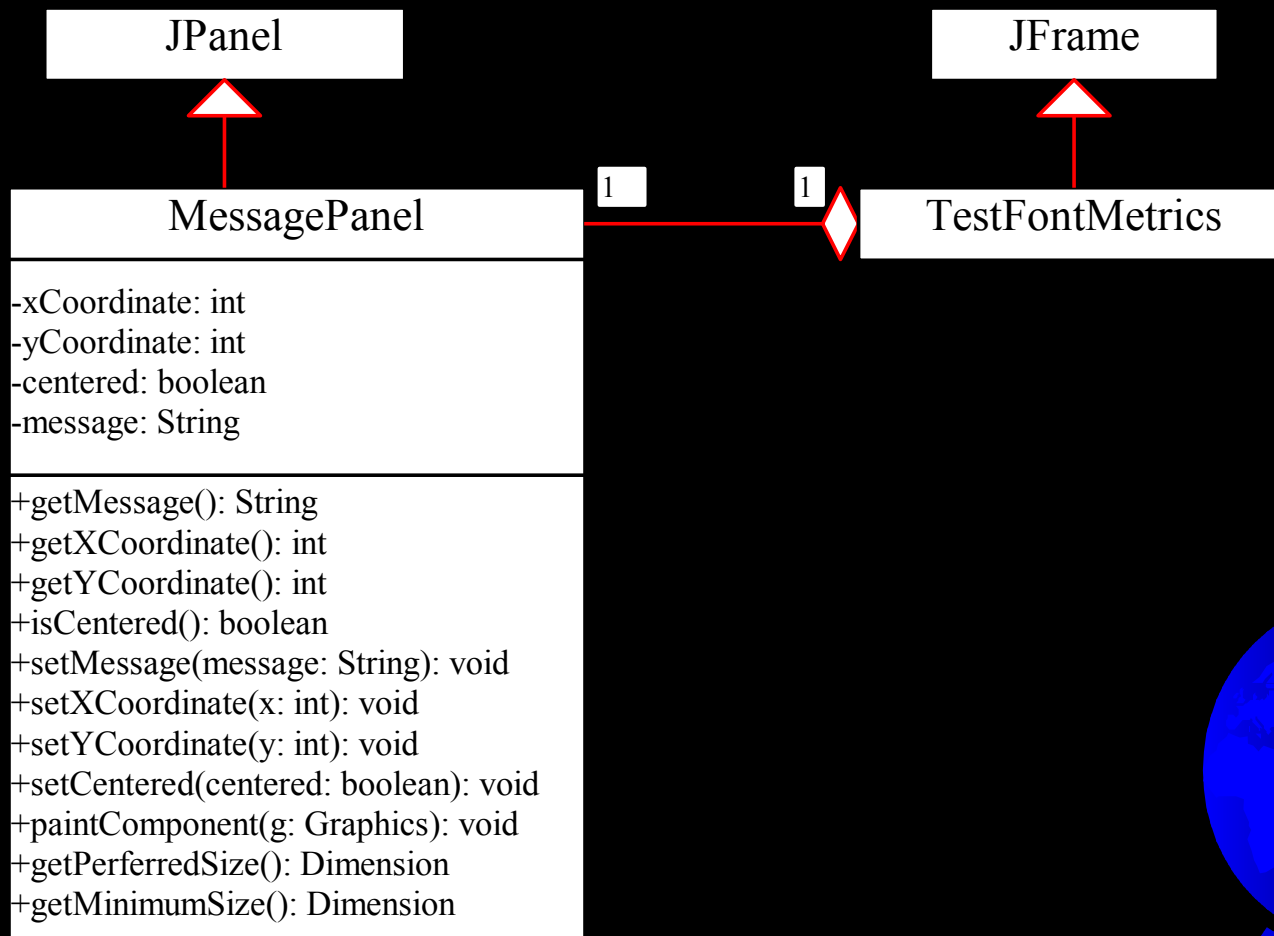 JPanel
JFrame
1
1
MessagePanel
TestFontMetrics
-xCoordinate: int
-yCoordinate: int
-centered: boolean
-message: String
+getMessage(): String
+getXCoordinate(): int
+getYCoordinate(): int
+isCentered(): boolean
+setMessage(message: String): void
+setXCoordinate(x: int): void
+setYCoordinate(y: int): void
+setCentered(centered: boolean): void
+paintComponent(g: Graphics): void
+getPerferredSize(): Dimension
+getMinimumSize(): Dimension